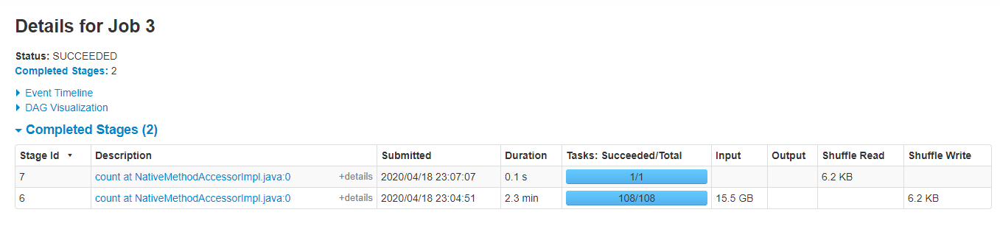 Details for Job 3
Status: SUCCEEDED
Completed Stages: 2
Event Timeline
DAG Visualization
Completed Stages (2)
Stage Id Description Submitted Duration Tasks: Succeeded/Total Input Output Shuffle Read Shuffle Write
7 count at NativeMethodAccessorImpl.java:0 +details 2020/04/18 23:07:07 0.1 s 1/1 6.2 KB
6 count at NativeMethodAccessorImpl.java:0 +details 2020/04/18 23:04:51 2.3 min 108/108 15.5 GB 6.2 KB